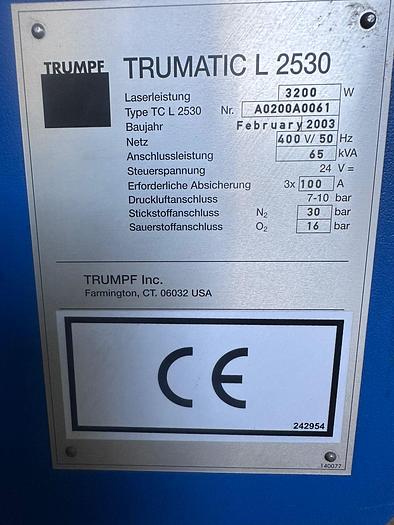 TRUMPF
TRUMATIC L 2530
Laserleistung 3200 W
Type TC L 2530 Nr. A0200A0061
Baujahr February 2003
Netz 400 V/ 50 Hz
Anschlussleistung 65 kVA
Steuerspannung 24 V =
Erforderliche Absicherung 3x 100 A
Druckluftanschluss 7-10 bar
Stickstoffanschluss N₂ 30 bar
Sauerstoffanschluss O₂ 16 bar
TRUMPF Inc.
Farmington, CT. 06032 USA
CE
242954
140077